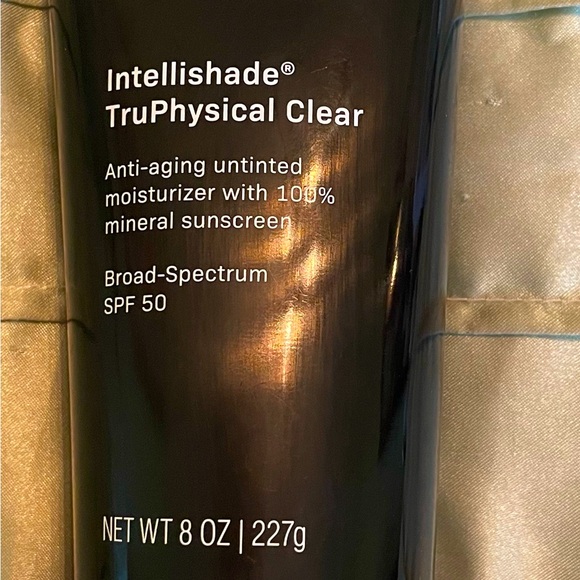 Intellishade®
TruPhysical Clear
Anti-aging untinted
moisturizer with 100%
mineral sunscreen
Broad-Spectrum
SPF 50
NET WT 8 OZ | 227g